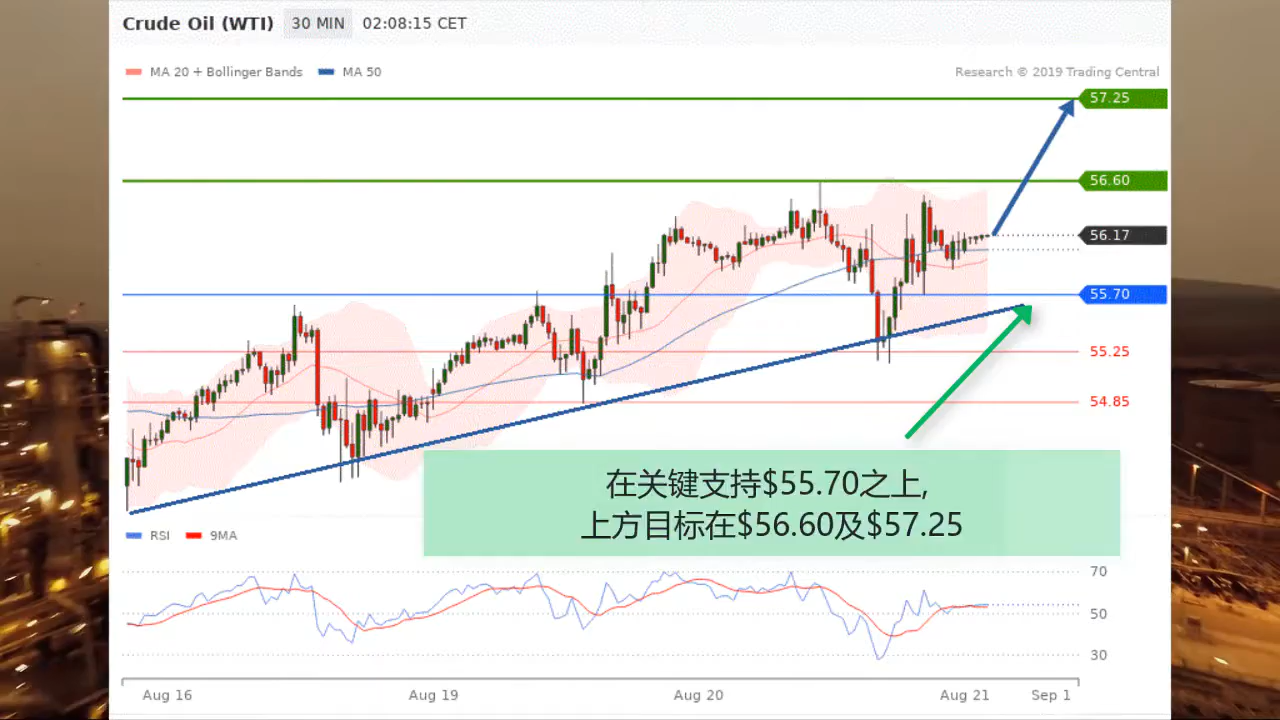 Crude Oil (WTI) 30 MIN 02:08:15 CET
MA 20 + Bollinger Bands MA 50
Research © 2019 Trading Central
57.25
56.60
56.17
55.70
55.25
54.85
在关键支持$55.70之上,
上方目标在$56.60及$57.25
RSI 9MA
70
50
30
Aug 16 Aug 19 Aug 20 Aug 21 Sep 1